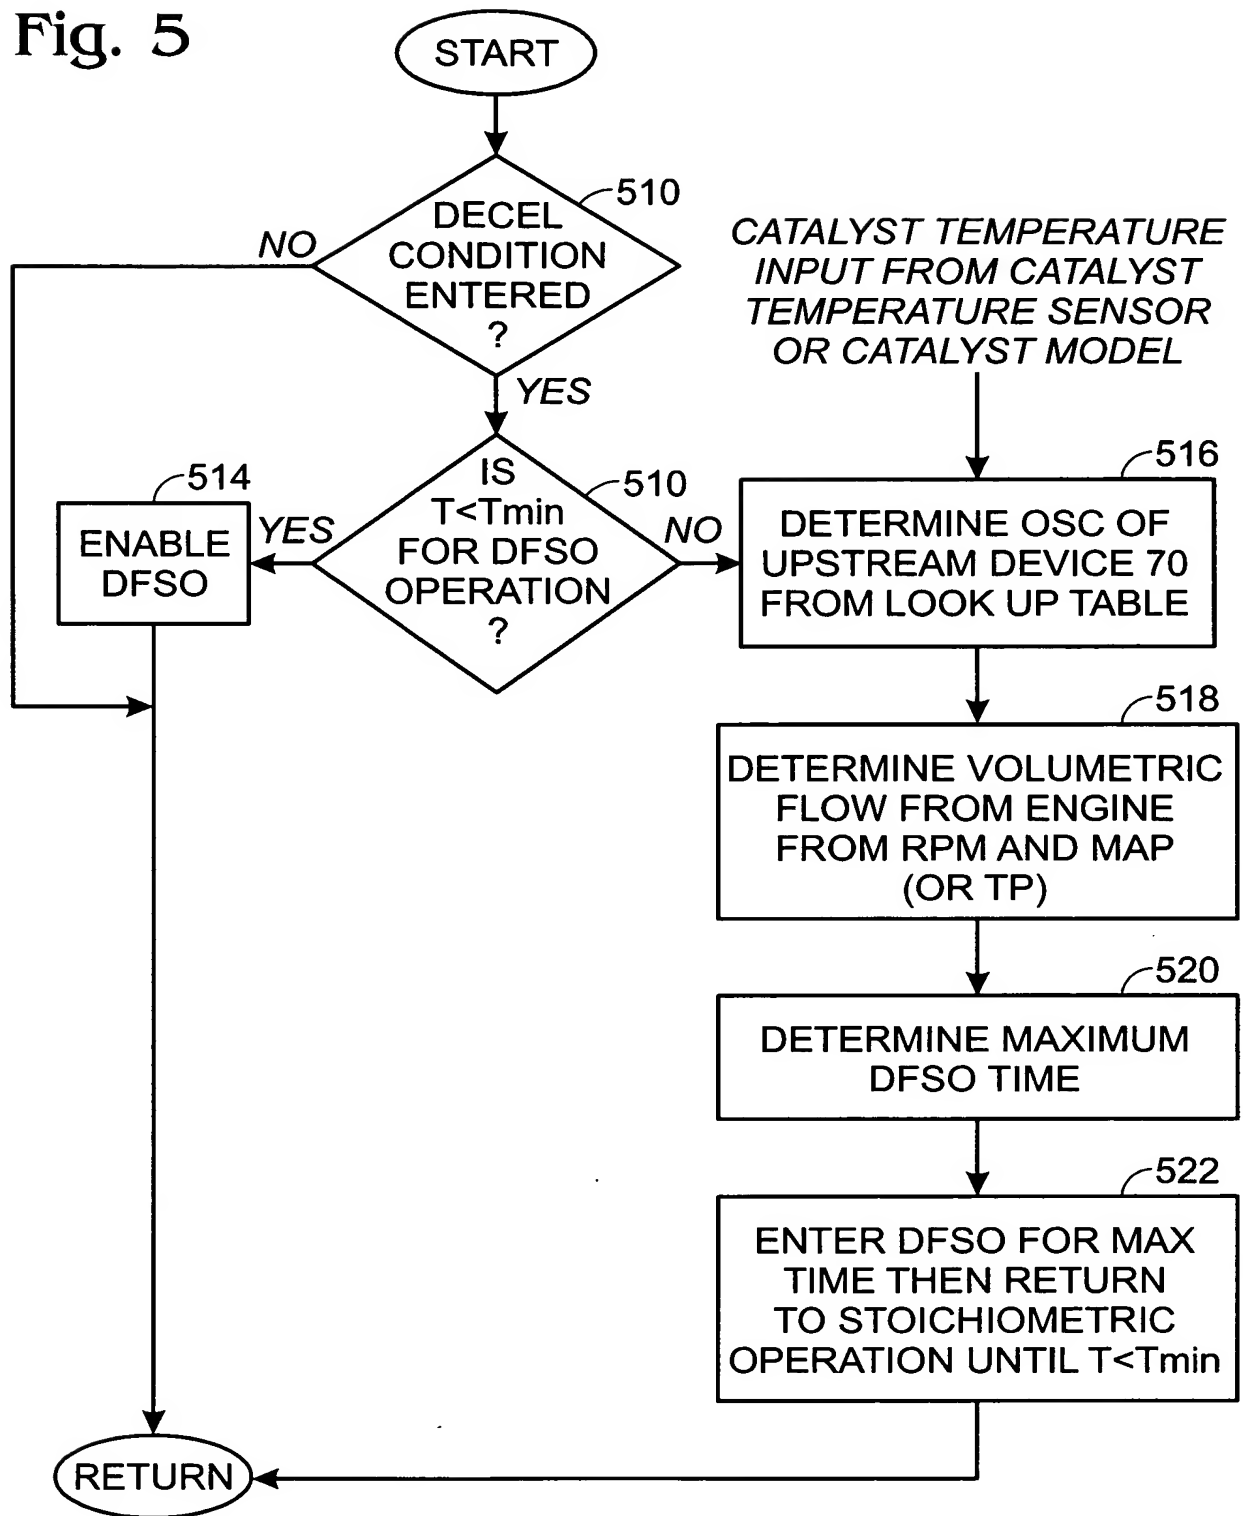 Fig. 5
START
510
DECEL
CONDITION
ENTERED
?
NO
YES
CATALYST TEMPERATURE
INPUT FROM CATALYST
TEMPERATURE SENSOR
OR CATALYST MODEL
510
IS
T<Tmin
FOR DFSO
OPERATION
?
YES
NO
514
ENABLE
DFSO
516
DETERMINE OSC OF
UPSTREAM DEVICE 70
FROM LOOK UP TABLE
518
DETERMINE VOLUMETRIC
FLOW FROM ENGINE
FROM RPM AND MAP
(OR TP)
520
DETERMINE MAXIMUM
DFSO TIME
522
ENTER DFSO FOR MAX
TIME THEN RETURN
TO STOICHIOMETRIC
OPERATION UNTIL T<Tmin
RETURN